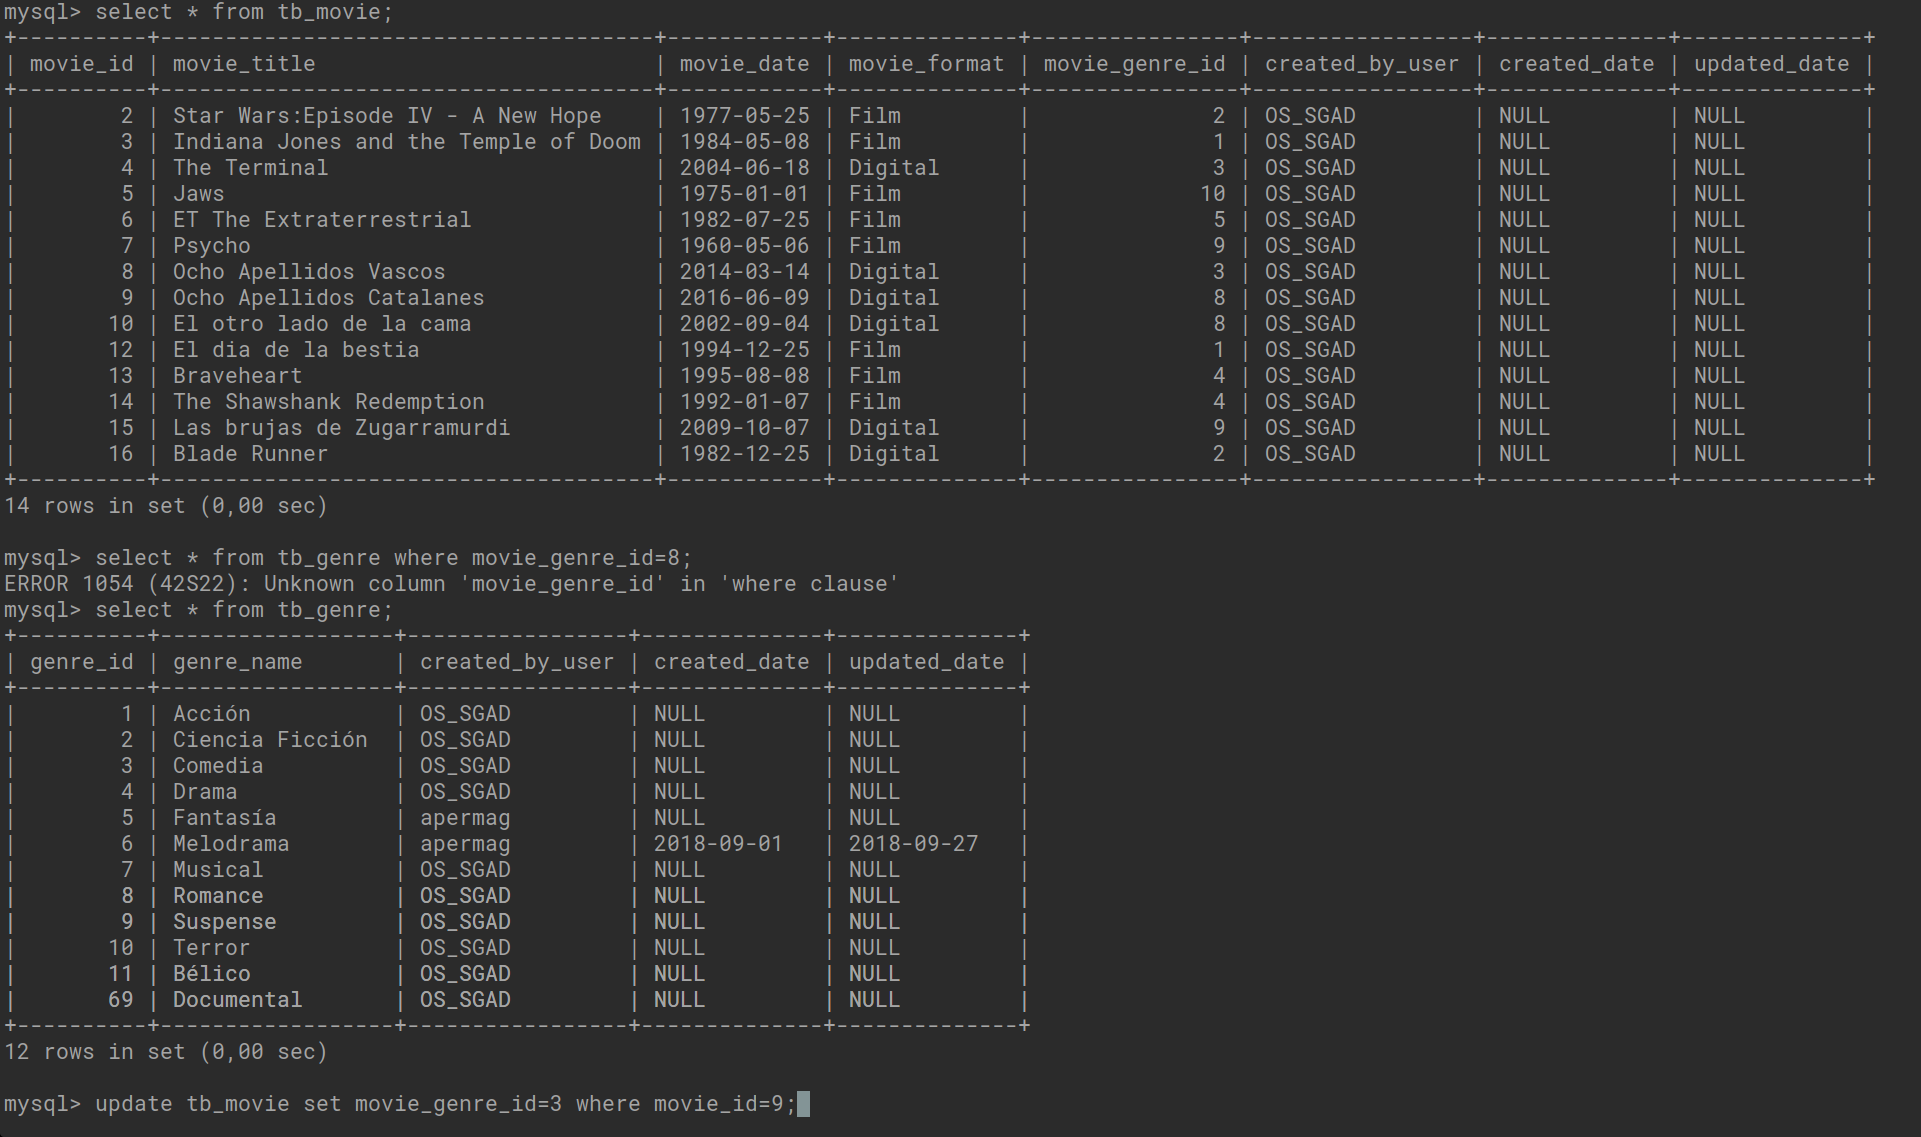 mysql> select * from tb_movie;
+----------+--------------------------------------+------------+--------------+----------------+-----------------+--------------+--------------+
| movie_id | movie_title                          | movie_date | movie_format | movie_genre_id | created_by_user | created_date | updated_date |
+----------+--------------------------------------+------------+--------------+----------------+-----------------+--------------+--------------+
|        2 | Star Wars:Episode IV - A New Hope    | 1977-05-25 | Film         |              2 | OS_SGAD         | NULL         | NULL         |
|        3 | Indiana Jones and the Temple of Doom | 1984-05-08 | Film         |              1 | OS_SGAD         | NULL         | NULL         |
|        4 | The Terminal                         | 2004-06-18 | Digital      |              3 | OS_SGAD         | NULL         | NULL         |
|        5 | Jaws                                 | 1975-01-01 | Film         |             10 | OS_SGAD         | NULL         | NULL         |
|        6 | ET The Extraterrestrial              | 1982-07-25 | Film         |              5 | OS_SGAD         | NULL         | NULL         |
|        7 | Psycho                               | 1960-05-06 | Film         |              9 | OS_SGAD         | NULL         | NULL         |
|        8 | Ocho Apellidos Vascos                | 2014-03-14 | Digital      |              3 | OS_SGAD         | NULL         | NULL         |
|        9 | Ocho Apellidos Catalanes             | 2016-06-09 | Digital      |              8 | OS_SGAD         | NULL         | NULL         |
|       10 | El otro lado de la cama              | 2002-09-04 | Digital      |              8 | OS_SGAD         | NULL         | NULL         |
|       12 | El dia de la bestia                  | 1994-12-25 | Film         |              1 | OS_SGAD         | NULL         | NULL         |
|       13 | Braveheart                           | 1995-08-08 | Film         |              4 | OS_SGAD         | NULL         | NULL         |
|       14 | The Shawshank Redemption             | 1992-01-07 | Film         |              4 | OS_SGAD         | NULL         | NULL         |
|       15 | Las brujas de Zugarramurdi           | 2009-10-07 | Digital      |              9 | OS_SGAD         | NULL         | NULL         |
|       16 | Blade Runner                         | 1982-12-25 | Digital      |              2 | OS_SGAD         | NULL         | NULL         |
+----------+--------------------------------------+------------+--------------+----------------+-----------------+--------------+--------------+
14 rows in set (0,00 sec)

mysql> select * from tb_genre where movie_genre_id=8;
ERROR 1054 (42S22): Unknown column 'movie_genre_id' in 'where clause'
mysql> select * from tb_genre;
+----------+------------------+-----------------+--------------+--------------+
| genre_id | genre_name       | created_by_user | created_date | updated_date |
+----------+------------------+-----------------+--------------+--------------+
|        1 | Acción           | OS_SGAD         | NULL         | NULL         |
|        2 | Ciencia Ficción  | OS_SGAD         | NULL         | NULL         |
|        3 | Comedia          | OS_SGAD         | NULL         | NULL         |
|        4 | Drama            | OS_SGAD         | NULL         | NULL         |
|        5 | Fantasía         | apermag         | NULL         | NULL         |
|        6 | Melodrama        | apermag         | 2018-09-01   | 2018-09-27   |
|        7 | Musical          | OS_SGAD         | NULL         | NULL         |
|        8 | Romance          | OS_SGAD         | NULL         | NULL         |
|        9 | Suspense         | OS_SGAD         | NULL         | NULL         |
|       10 | Terror           | OS_SGAD         | NULL         | NULL         |
|       11 | Bélico           | OS_SGAD         | NULL         | NULL         |
|       69 | Documental       | OS_SGAD         | NULL         | NULL         |
+----------+------------------+-----------------+--------------+--------------+
12 rows in set (0,00 sec)

mysql> update tb_movie set movie_genre_id=3 where movie_id=9;